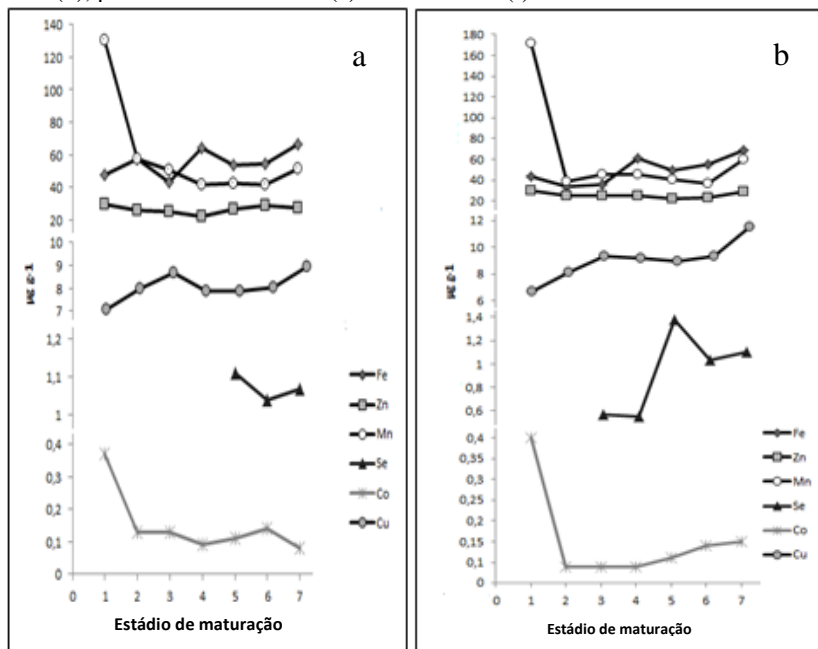 a
140
120
100
80
60
40
20
10
9
8
7
1,2
1,1
1
0,4
0,3
0,2
0,1
0
µg g-1
Fe
Zn
Mn
Se
Co
Cu
0 1 2 3 4 5 6 7
Estádio de maturação
b
180
160
140
120
100
80
60
40
20
12
10
8
6
1,4
1,2
1
0,8
0,6
0,4
0,35
0,3
0,25
0,2
0,15
0,05
0
µg g-1
Fe
Zn
Mn
Se
Co
Cu
0 1 2 3 4 5 6 7
Estádio de maturação